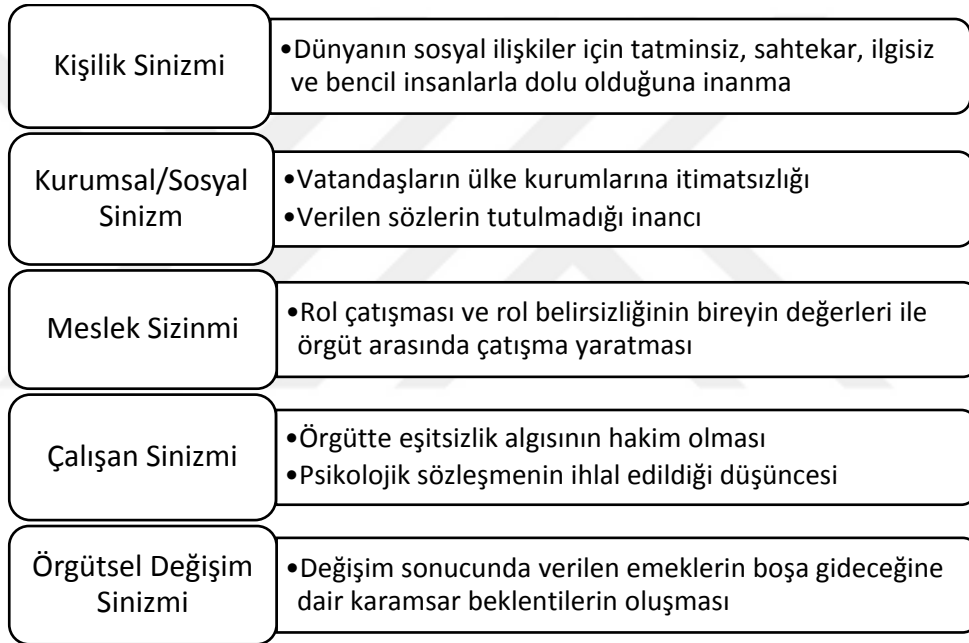 Kişilik Sinizmi
•Dünyanın sosyal ilişkiler için tatminsiz, sahtekar, ilgisiz
ve bencil insanlarla dolu olduğuna inanma
Kurumsal/Sosyal
Sinizm
•Vatandaşların ülke kurumlarına itimatsızlığı
•Verilen sözlerin tutulmadığı inancı
Meslek Sizinmi
•Rol çatışması ve rol belirsizliğinin bireyin değerleri ile
örgüt arasında çatışma yaratması
Çalışan Sinizmi
•Örgütte eşitsizlik algısının hakim olması
•Psikolojik sözleşmenin ihlal edildiği düşüncesi
Örgütsel Değişim
Sinizmi
•Değişim sonucunda verilen emeklerin boşa gideceğine
dair karamsar beklentilerin oluşması